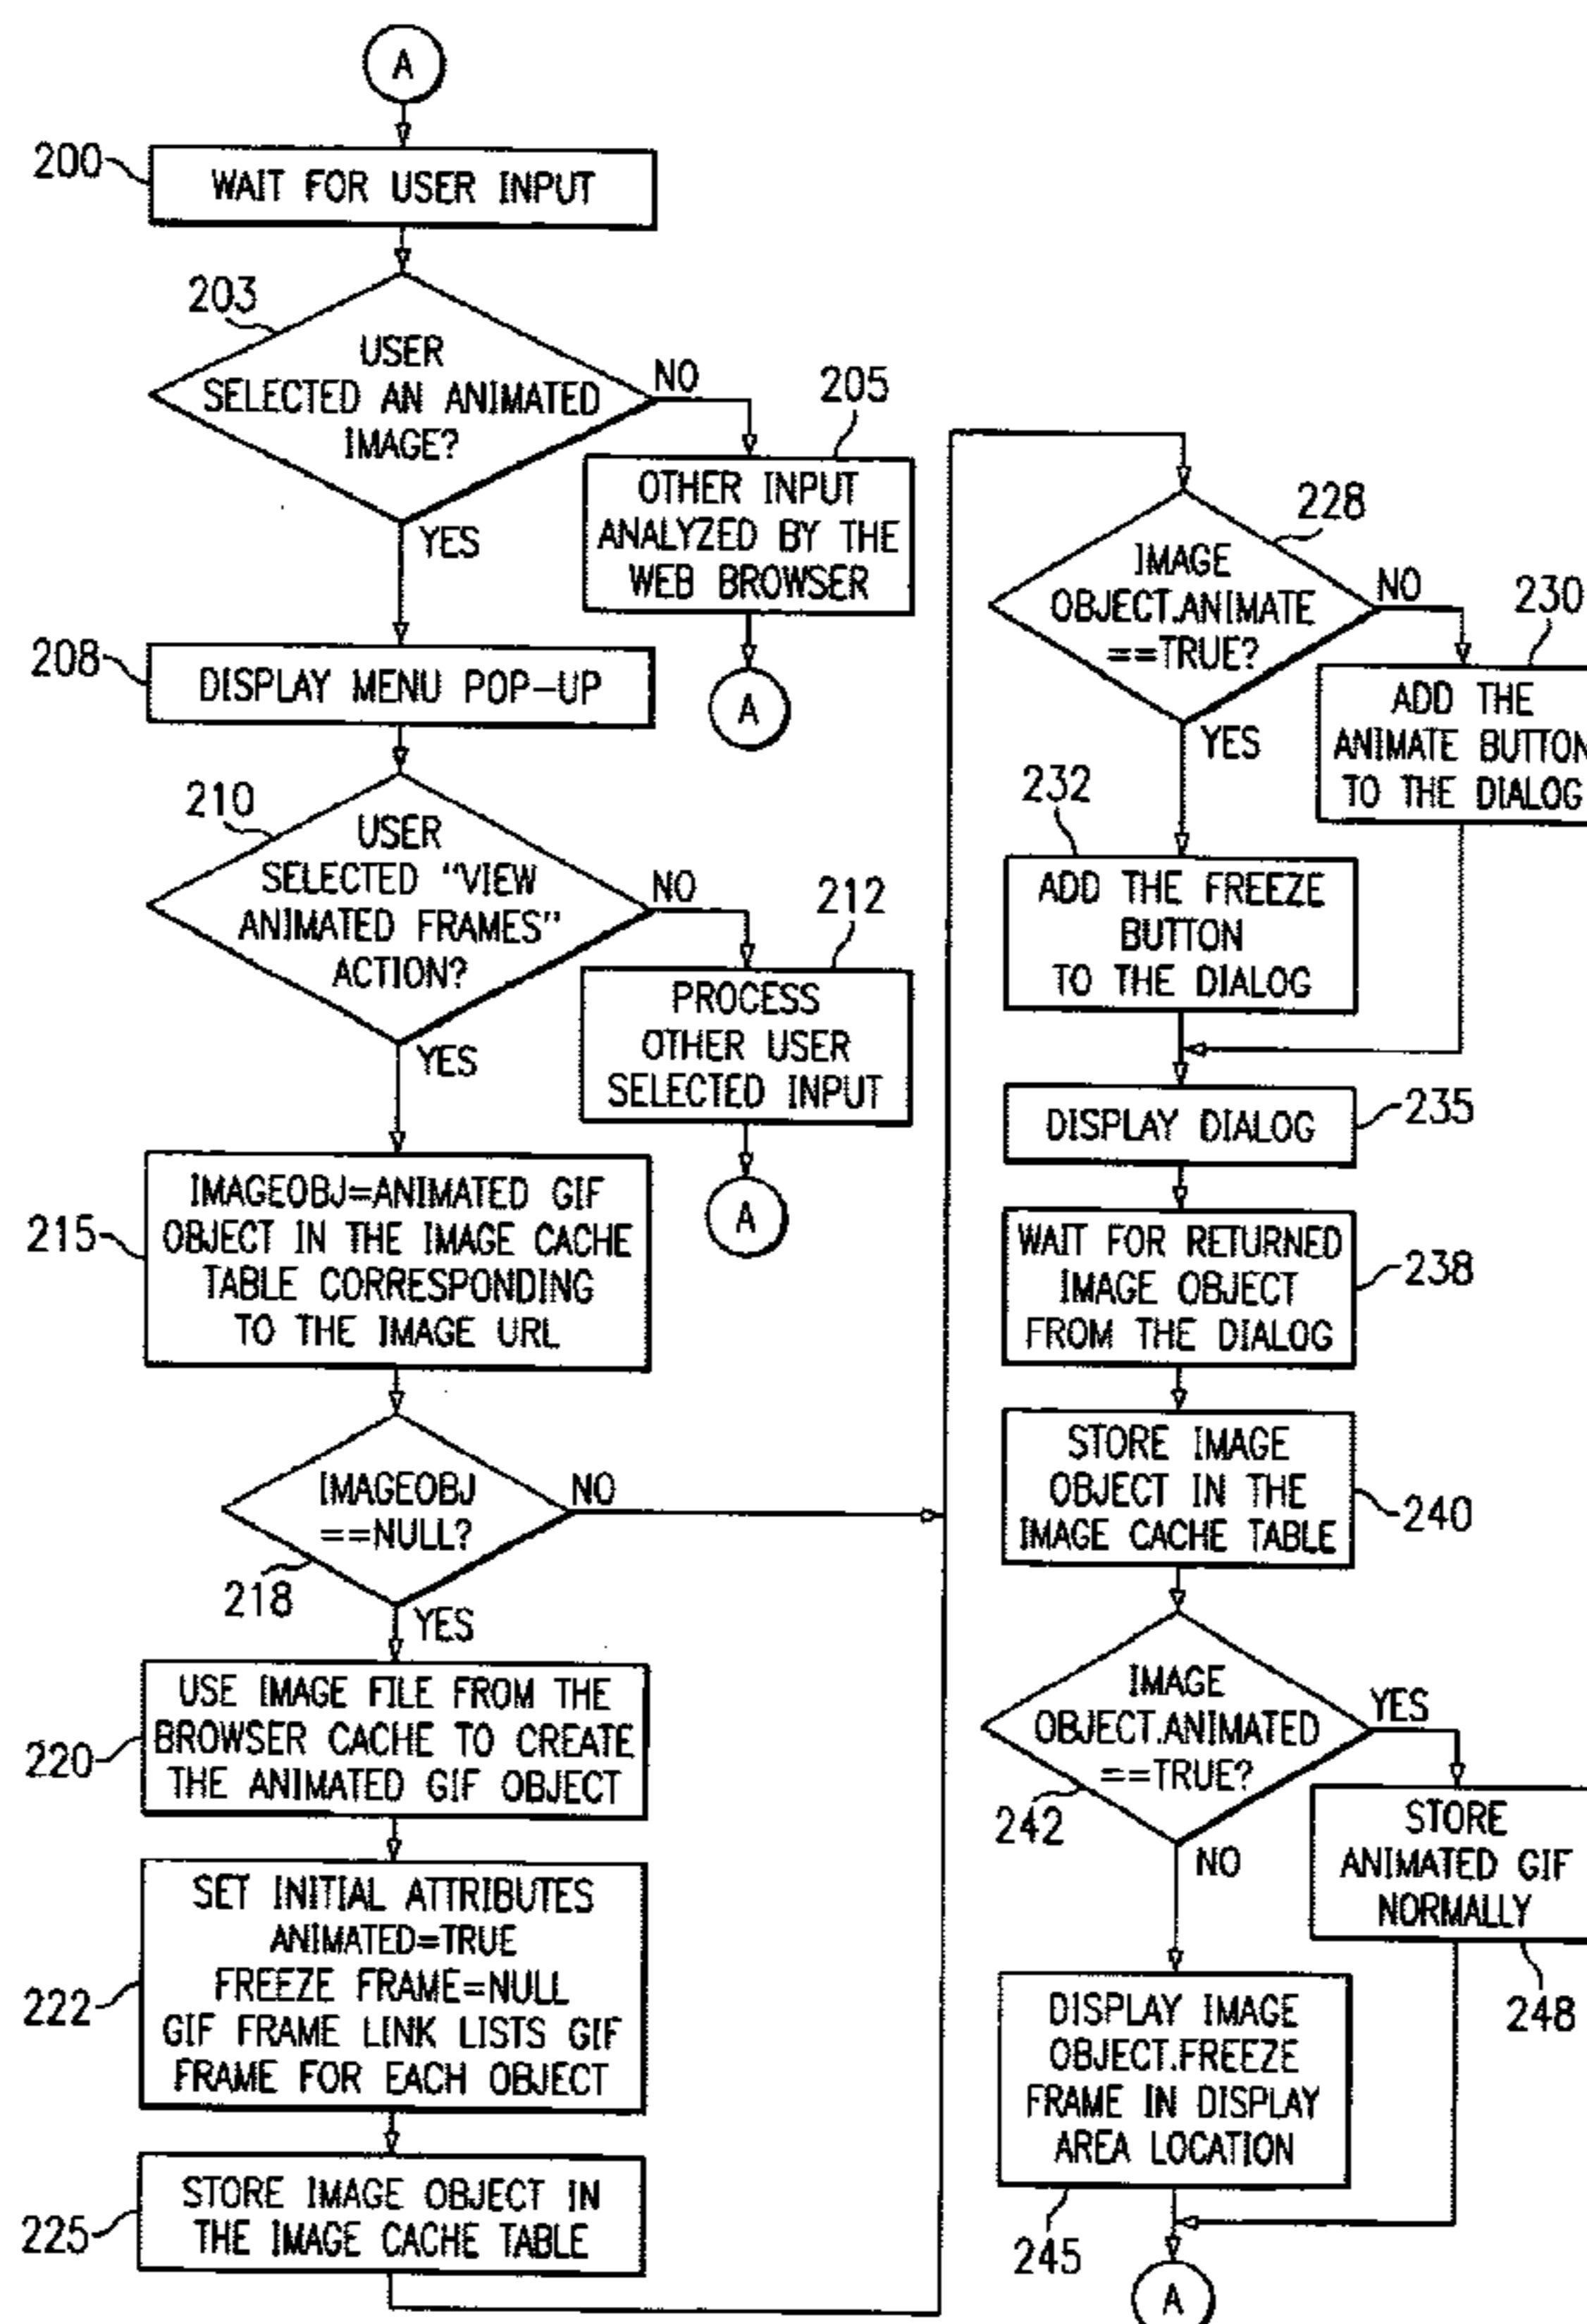 A
200
WAIT FOR USER INPUT
203
USER
SELECTED AN ANIMATED
IMAGE?
NO
YES
205
OTHER INPUT
ANALYZED BY THE
WEB BROWSER
A
208
DISPLAY MENU POP-UP
210
USER
SELECTED "VIEW
ANIMATED FRAMES"
ACTION?
NO
YES
212
PROCESS
OTHER USER
SELECTED INPUT
A
215
IMAGEOBJ=ANIMATED GIF
OBJECT IN THE IMAGE CACHE
TABLE CORRESPONDING
TO THE IMAGE URL
IMAGEOBJ
==NULL?
NO
218
YES
220
USE IMAGE FILE FROM THE
BROWSER CACHE TO CREATE
THE ANIMATED GIF OBJECT
222
SET INITIAL ATTRIBUTES
ANIMATED=TRUE
FREEZE FRAME=NULL
GIF FRAME LINK LISTS GIF
FRAME FOR EACH OBJECT
225
STORE IMAGE OBJECT IN
THE IMAGE CACHE TABLE
228
IMAGE
OBJECT.ANIMATE
==TRUE?
NO
YES
230
ADD THE
ANIMATE BUTTON
TO THE DIALOG
232
ADD THE FREEZE
BUTTON
TO THE DIALOG
DISPLAY DIALOG
235
WAIT FOR RETURNED
IMAGE OBJECT
FROM THE DIALOG
238
STORE IMAGE
OBJECT IN THE
IMAGE CACHE TABLE
240
IMAGE
OBJECT.ANIMATED
==TRUE?
YES
242
NO
STORE
ANIMATED GIF
NORMALLY
248
DISPLAY IMAGE
OBJECT.FREEZE
FRAME IN DISPLAY
AREA LOCATION
245
A